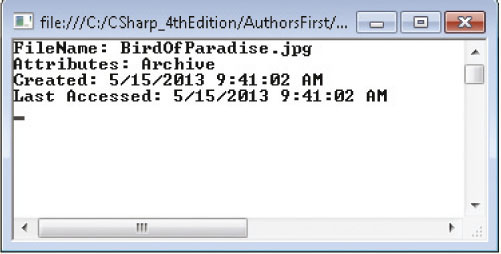 file:///C:/CSharp_4thEdition/AuthorsFirst/...
FileName: BirdOfParadise.jpg
Attributes: Archive
Created: 5/15/2013 9:41:02 AM
Last Accessed: 5/15/2013 9:41:02 AM